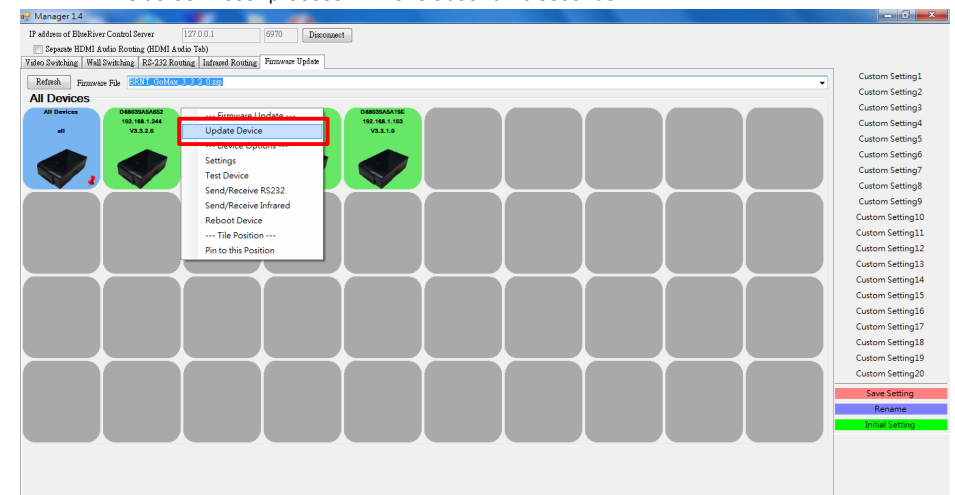 Manager 1.4
IP address of BlueRiver Control Server 127.0.0.1 6970 Disconnect
Separate HDMI Audio Routing (HDMI Audio Tab)
Video Switching Wall Switching RS-232 Routing Infrared Routing Firmware Update
Refresh Firmware File
All Devices
All Devices
all
D88039A5A652
192.168.1.244
V3.3.2.0
D88039A5A19E
192.168.1.103
V3.3.1.0
--- Firmware Update ---
Update Device
--- Device Options ---
Settings
Test Device
Send/Receive RS232
Send/Receive Infrared
Reboot Device
--- Tile Position ---
Pin to this Position
Custom Setting1
Custom Setting2
Custom Setting3
Custom Setting4
Custom Setting5
Custom Setting6
Custom Setting7
Custom Setting8
Custom Setting9
Custom Setting10
Custom Setting11
Custom Setting12
Custom Setting13
Custom Setting14
Custom Setting15
Custom Setting16
Custom Setting17
Custom Setting18
Custom Setting19
Custom Setting20
Save Setting
Rename
Initial Setting